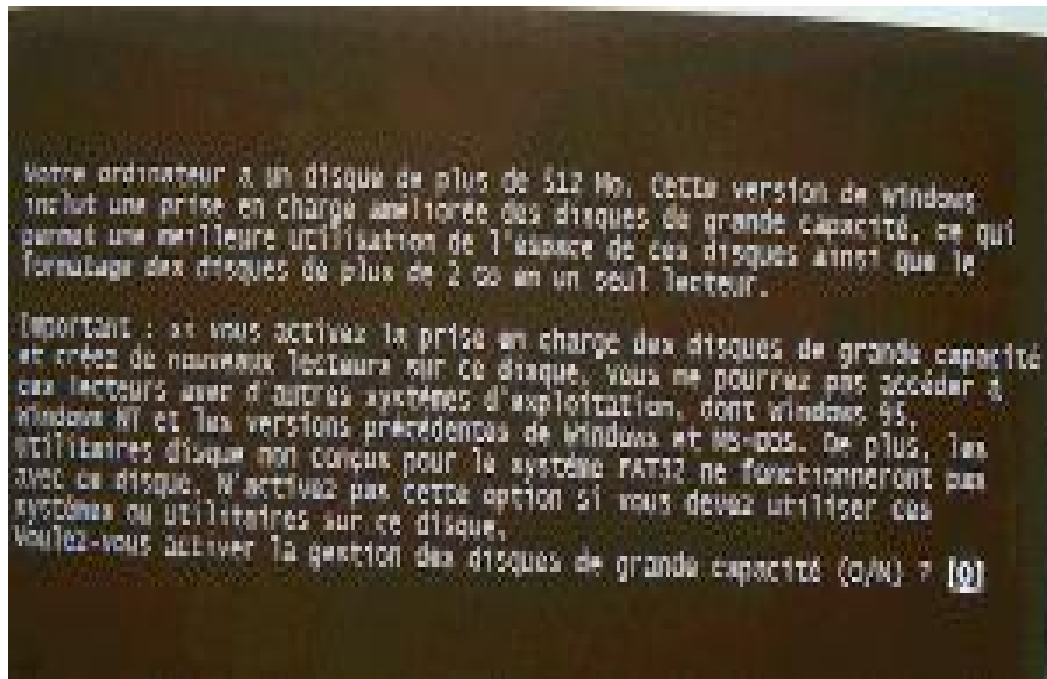 Votre ordinateur a un disque de plus de 512 Mo. Cette version de Windows
inclut une prise en charge améliorée des disques de grande capacité, ce qui
permet une meilleure utilisation de l'espace de ces disques ainsi que le
formatage des disques de plus de 2 Go en un seul lecteur.
Important : si vous activez la prise en charge des disques de grande capacité
et créez de nouveaux lecteurs sur ce disque, vous ne pourrez pas accéder à
ces lecteurs avec d'autres systèmes d'exploitation, dont Windows 95,
Windows NT et les versions précédentes de Windows et MS-DOS. De plus, les
utilitaires disque non conçus pour le système FAT32 ne fonctionneront pas
avec ce disque. N'activez pas cette option si vous devez utiliser ces
systèmes ou utilitaires sur ce disque.
Voulez-vous activer la gestion des disques de grande capacité (O/N) ? [O]